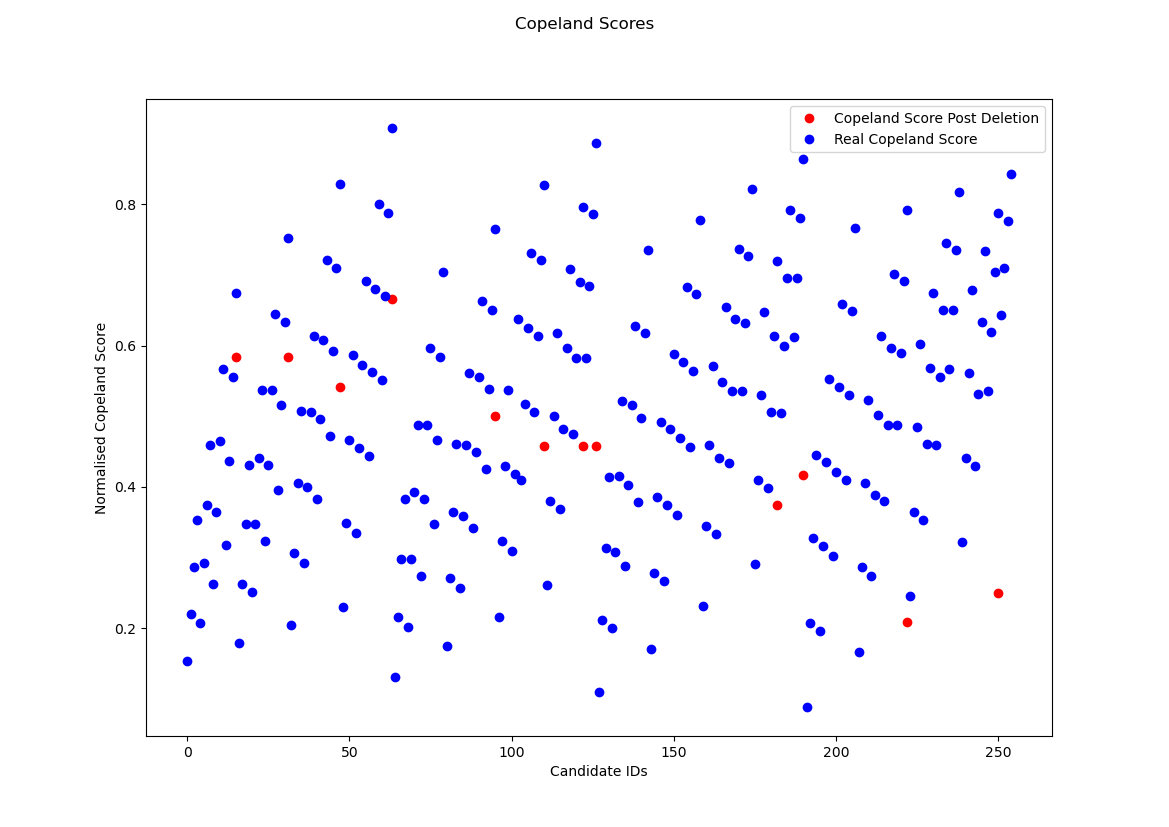 Copeland Scores
Copeland Score Post Deletion
Real Copeland Score
Normalised Copeland Score
0.8
0.6
0.4
0.2
0 50 100 150 200 250
Candidate IDs